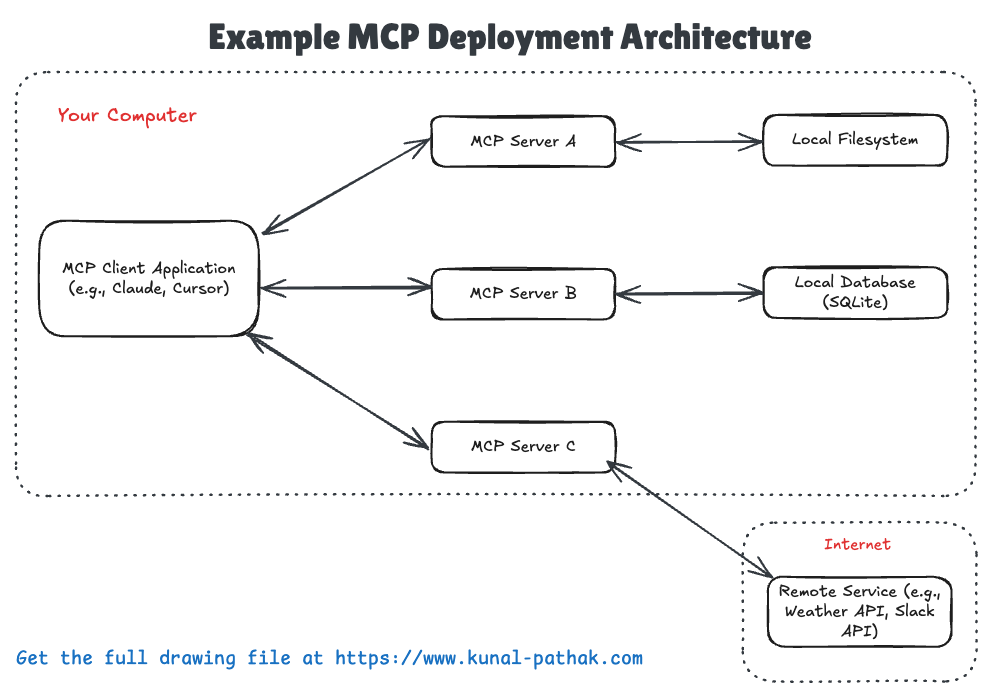 Example MCP Deployment Architecture
Your Computer
MCP Server A
Local Filesystem
MCP Client Application
(e.g., Claude, Cursor)
MCP Server B
Local Database
(SQLite)
MCP Server C
Internet
Remote Service (e.g.,
Weather API, Slack
API)
Get the full drawing file at https://www.kunal-pathak.com